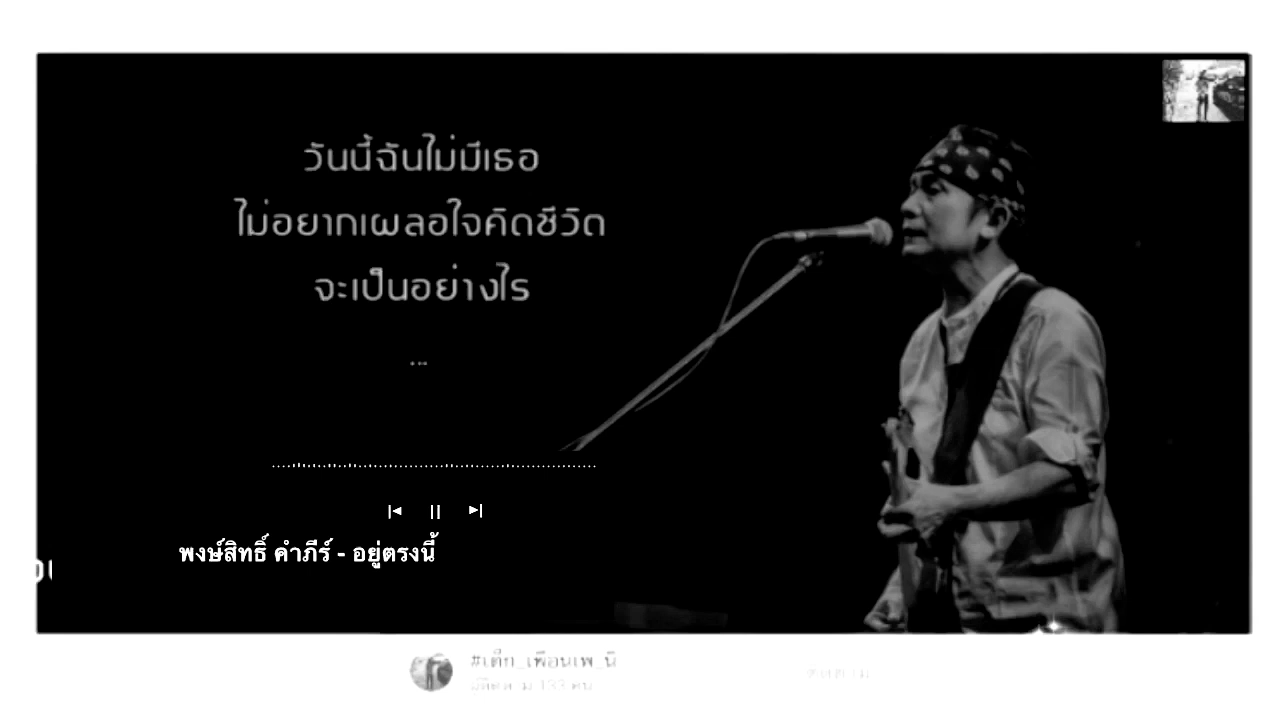 วันนี้ฉันไม่มีเธอ
ไม่อยากเผลอใจคิดชีวิต
จะเป็นอย่างไร
...
พงษ์สิทธิ์ คำภีร์ - อยู่ตรงนี้